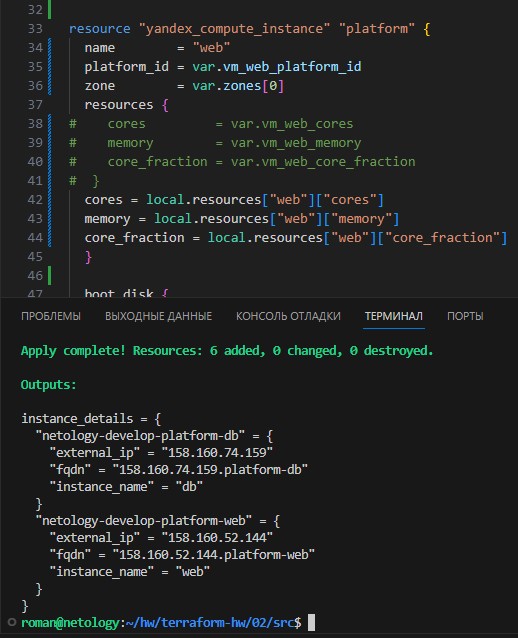 32
33 resource "yandex_compute_instance" "platform" {
34   name        = "web"
35   platform_id = var.vm_web_platform_id
36   zone        = var.zones[0]
37   resources {
38 #    cores         = var.vm_web_cores
39 #    memory        = var.vm_web_memory
40 #    core_fraction = var.vm_web_core_fraction
41 #  }
42   cores = local.resources["web"]["cores"]
43   memory = local.resources["web"]["memory"]
44   core_fraction = local.resources["web"]["core_fraction"]
45   }
46
47   boot_disk {
ПРОБЛЕМЫ ВЫХОДНЫЕ ДАННЫЕ КОНСОЛЬ ОТЛАДКИ ТЕРМИНАЛ ПОРТЫ
Apply complete! Resources: 6 added, 0 changed, 0 destroyed.
Outputs:
instance_details = {
  "netology-develop-platform-db" = {
    "external_ip" = "158.160.74.159"
    "fqdn" = "158.160.74.159.platform-db"
    "instance_name" = "db"
  }
  "netology-develop-platform-web" = {
    "external_ip" = "158.160.52.144"
    "fqdn" = "158.160.52.144.platform-web"
    "instance_name" = "web"
  }
}
roman@netology:~/hw/terraform-hw/02/src$